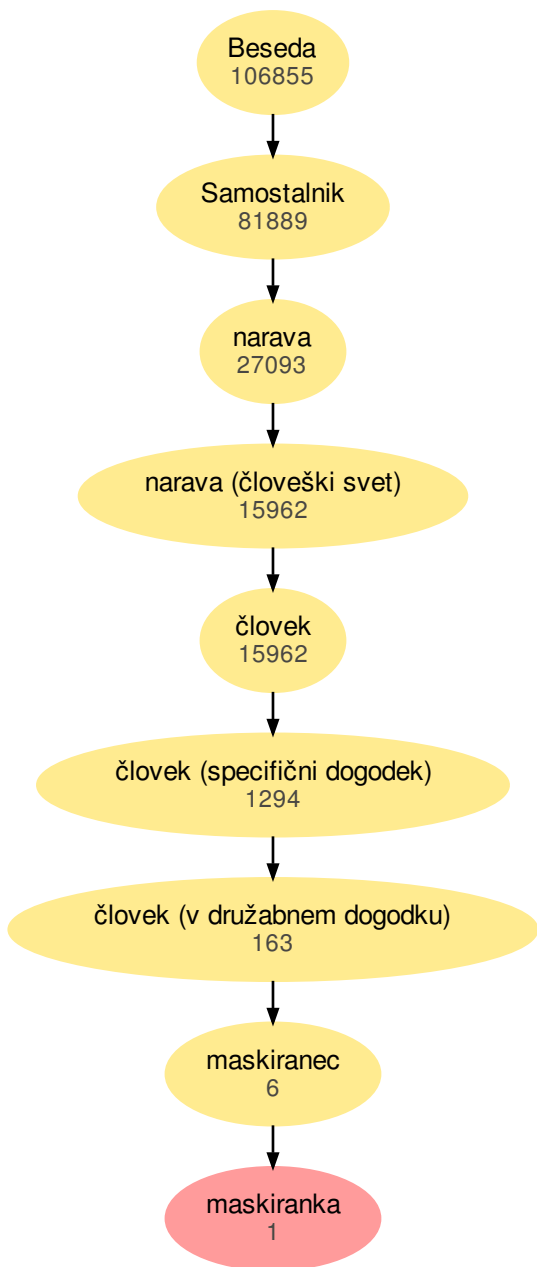 Beseda
106855
Samostalnik
81889
narava
27093
narava (človeški svet)
15962
človek
15962
človek (specifični dogodek)
1294
človek (v družabnem dogodku)
163
maskiranec
6
maskiranka
1